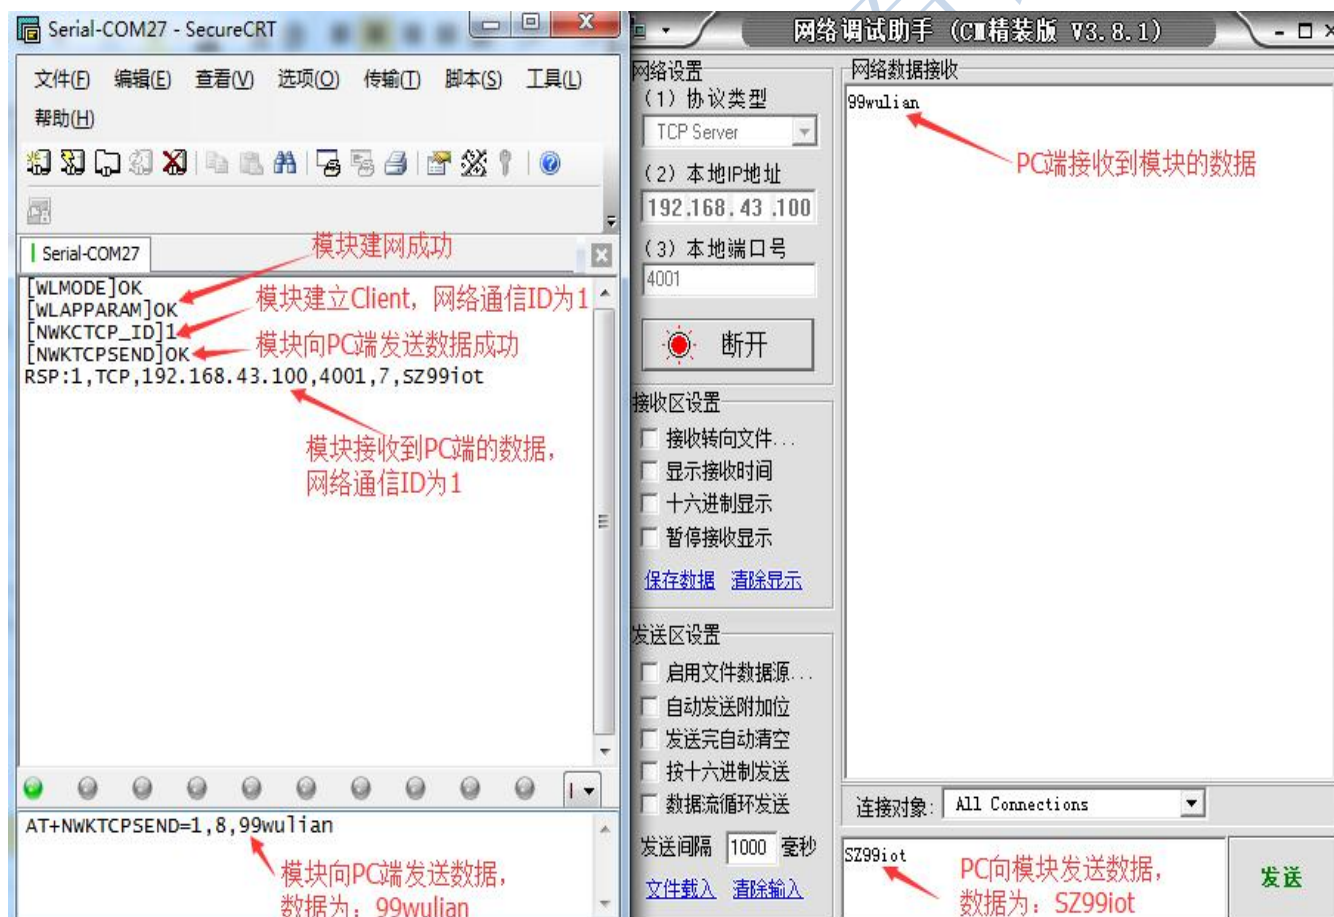 Serial-COM27 - SecureCRT
文件(F) 编辑(E) 查看(V) 选项(O) 传输(T) 脚本(S) 工具(L)
帮助(H)
Serial-COM27
模块建网成功
[WLMODE]OK
[WLAPPARAM]OK
模块建立Client，网络通信ID为1
[NWKCTCP_ID]1
[NWKTCPSEND]OK
模块向PC端发送数据成功
RSP:1,TCP,192.168.43.100,4001,7,SZ99iot
模块接收到PC端的数据，
网络通信ID为1
AT+NWKTCPSEND=1,8,99wulian
模块向PC端发送数据，
数据为：99wulian
网络调试助手 (CM精装版 V3.8.1)
网络设置
(1) 协议类型
TCP Server
(2) 本地IP地址
192.168.43.100
(3) 本地端口号
4001
断开
接收区设置
接收转向文件...
显示接收时间
十六进制显示
暂停接收显示
保存数据 清除显示
发送区设置
启用文件数据源...
自动发送附加位
发送完自动清空
按十六进制发送
数据流循环发送
发送间隔 1000 毫秒
文件载入 清除输入
网络数据接收
99wulian
PC端接收到模块的数据
连接对象: All Connections
SZ99iot
PC向模块发送数据，
数据为：SZ99iot
发送